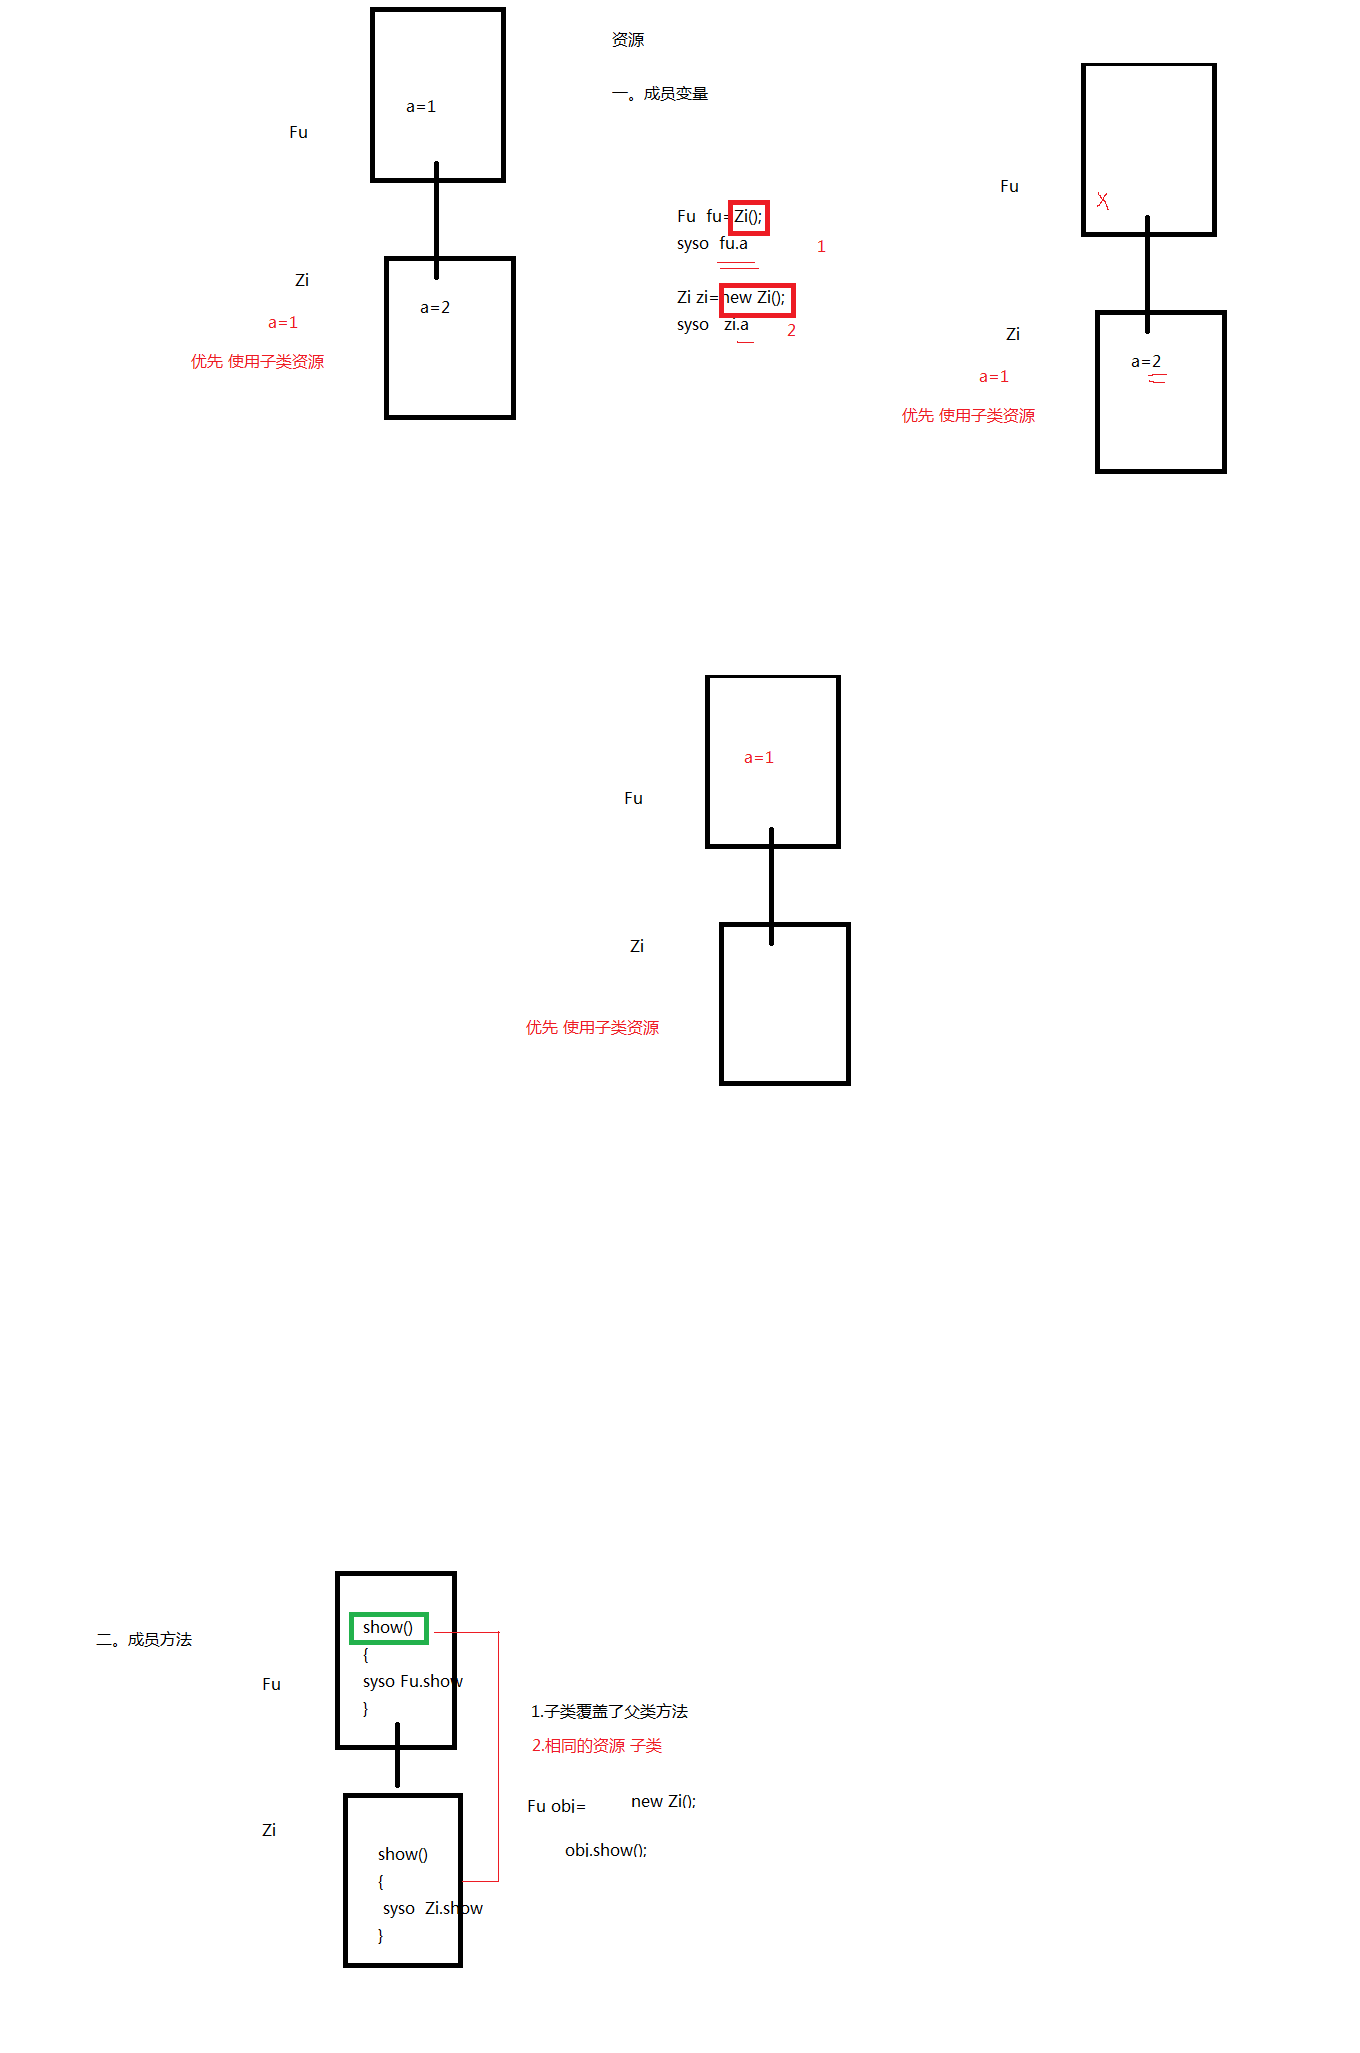 资源
一。成员变量
a=1
Fu
Zi
a=1
优先 使用子类资源
a=2
Fu fu=Zi();
syso fu.a 1
Zi zi=new Zi();
syso zi.a 2
Fu
X
Zi
a=1
优先 使用子类资源
a=2
a=1
Fu
Zi
优先 使用子类资源
二。成员方法
Fu
show()
{
syso Fu.show
}
Zi
show()
{
syso Zi.show
}
1.子类覆盖了父类方法
2.相同的资源 子类
Fu obj= new Zi();
obj.show();